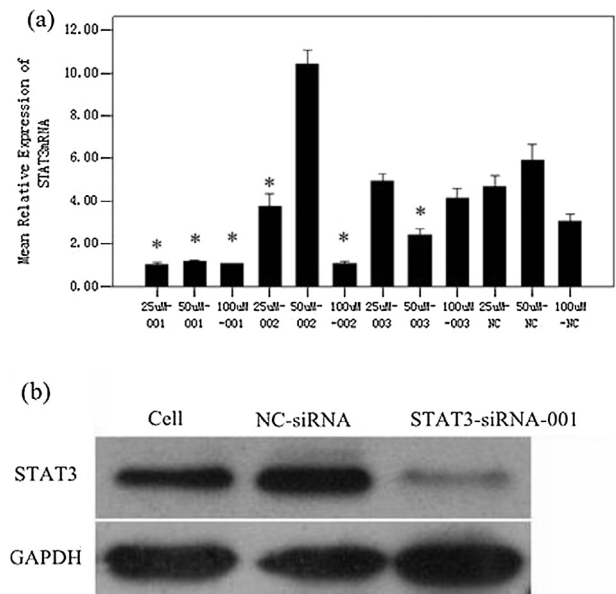 (a)
Mean Relative Expression of
STAT3mRNA
12.00
10.00
8.00
6.00
4.00
2.00
0.00
* * * * * *
25uM- 50uM- 100uM 25uM- 50uM- 100uM 25uM- 50uM- 100uM 25uM- 50uM- 100uM
001 001 -001 002 002 -002 003 003 -003 NC NC -NC
(b)
Cell NC-siRNA STAT3-siRNA-001
STAT3
GAPDH